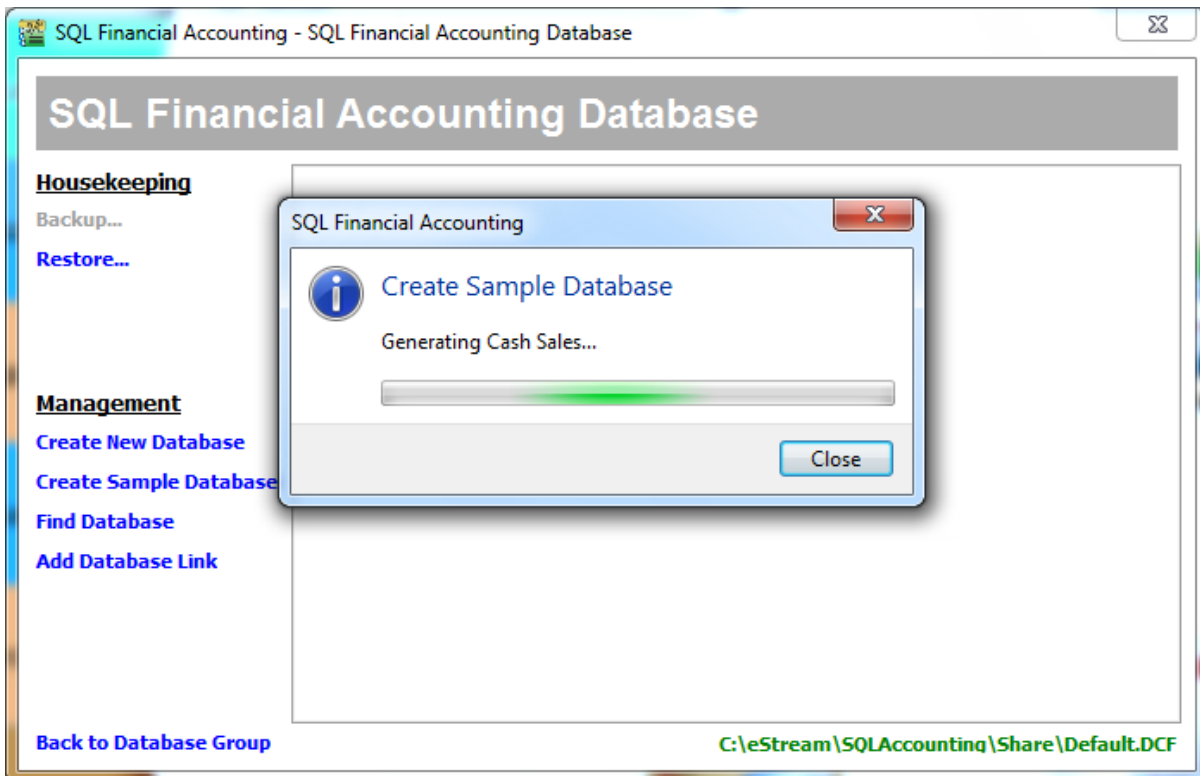 SQL Financial Accounting - SQL Financial Accounting Database
SQL Financial Accounting Database
Housekeeping
Backup...
Restore...
Management
Create New Database
Create Sample Database
Find Database
Add Database Link
SQL Financial Accounting
Create Sample Database
Generating Cash Sales...
Close
Back to Database Group
C:\eStream\SQLAccounting\Share\Default.DCF